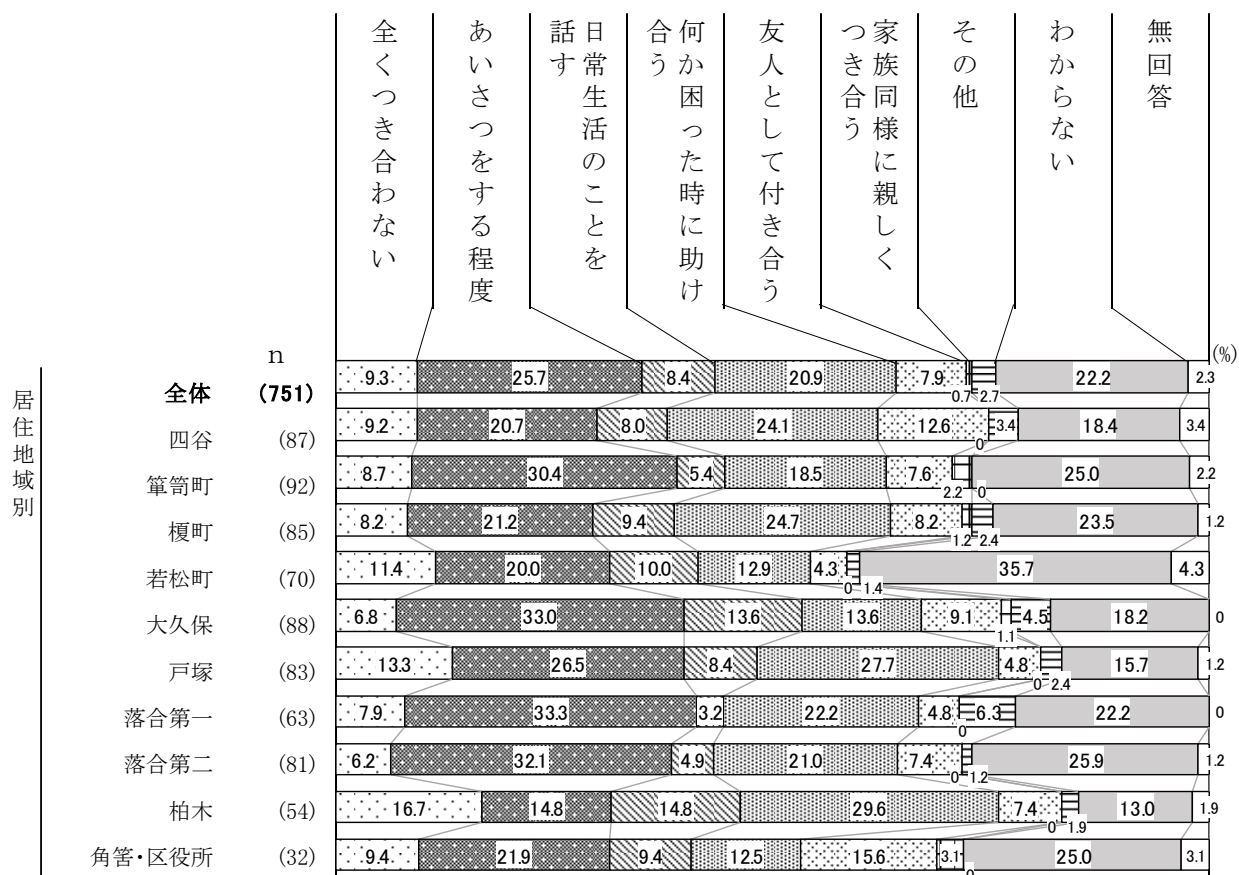 全くつき合わない
あいさつをする程度
日常生活のことを
話す
何か困った時に助け
合う
友人として付き合う
家族同様に親しく
つき合う
その他
わからない
無回答
n
(%)
居住地域別
全体 (751) 9.3 25.7 8.4 20.9 7.9 0.7 2.7 22.2 2.3
四谷 (87) 9.2 20.7 8.0 24.1 12.6 0 3.4 18.4 3.4
簞笥町 (92) 8.7 30.4 5.4 18.5 7.6 2.2 0 25.0 2.2
榎町 (85) 8.2 21.2 9.4 24.7 8.2 1.2 2.4 23.5 1.2
若松町 (70) 11.4 20.0 10.0 12.9 4.3 0 1.4 35.7 4.3
大久保 (88) 6.8 33.0 13.6 13.6 9.1 1.1 4.5 18.2 0
戸塚 (83) 13.3 26.5 8.4 27.7 4.8 0 2.4 15.7 1.2
落合第一 (63) 7.9 33.3 3.2 22.2 4.8 0 6.3 22.2 0
落合第二 (81) 6.2 32.1 4.9 21.0 7.4 0 1.2 25.9 1.2
柏木 (54) 16.7 14.8 14.8 29.6 7.4 0 1.9 13.0 1.9
角筈・区役所 (32) 9.4 21.9 9.4 12.5 15.6 3.1 0 25.0 3.1